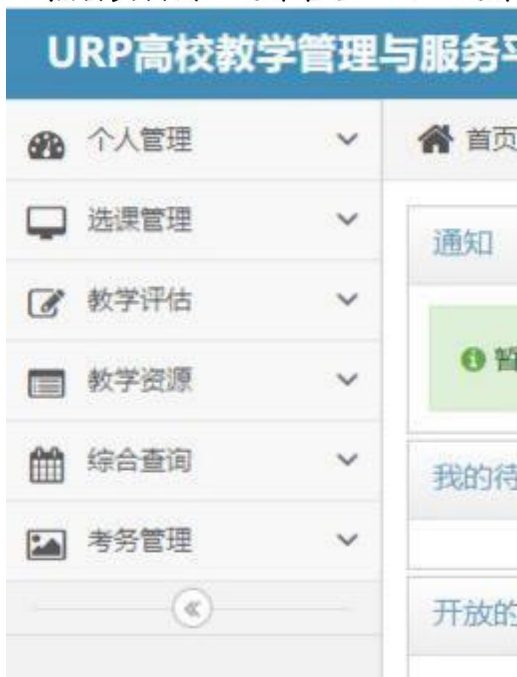 URP高校教学管理与服务
个人管理
首页
选课管理
通知
教学评估
教学资源
暂
综合查询
我的待
考务管理
开放的